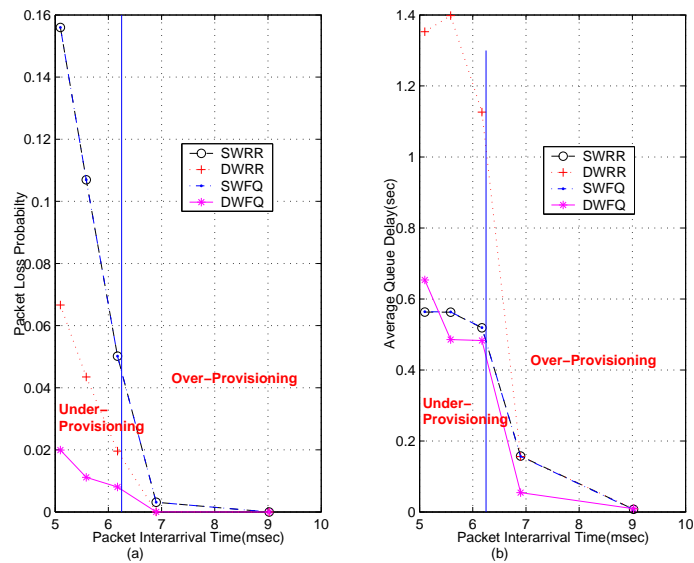 0.16
0.14
0.12
0.1
0.08
0.06
0.04
0.02
0
Packet Loss Probabilty
SWRR
DWRR
SWFQ
DWFQ
Under−
Provisioning
Over−Provisioning
5 6 7 8 9 10
Packet Interarrival Time(msec)
(a)
1.4
1.2
1
0.8
0.6
0.4
0.2
0
Average Queue Delay(sec)
SWRR
DWRR
SWFQ
DWFQ
Over−Provisioning
Under-
Provisioning
5 6 7 8 9 10
Packet Interarrival Time(msec)
(b)